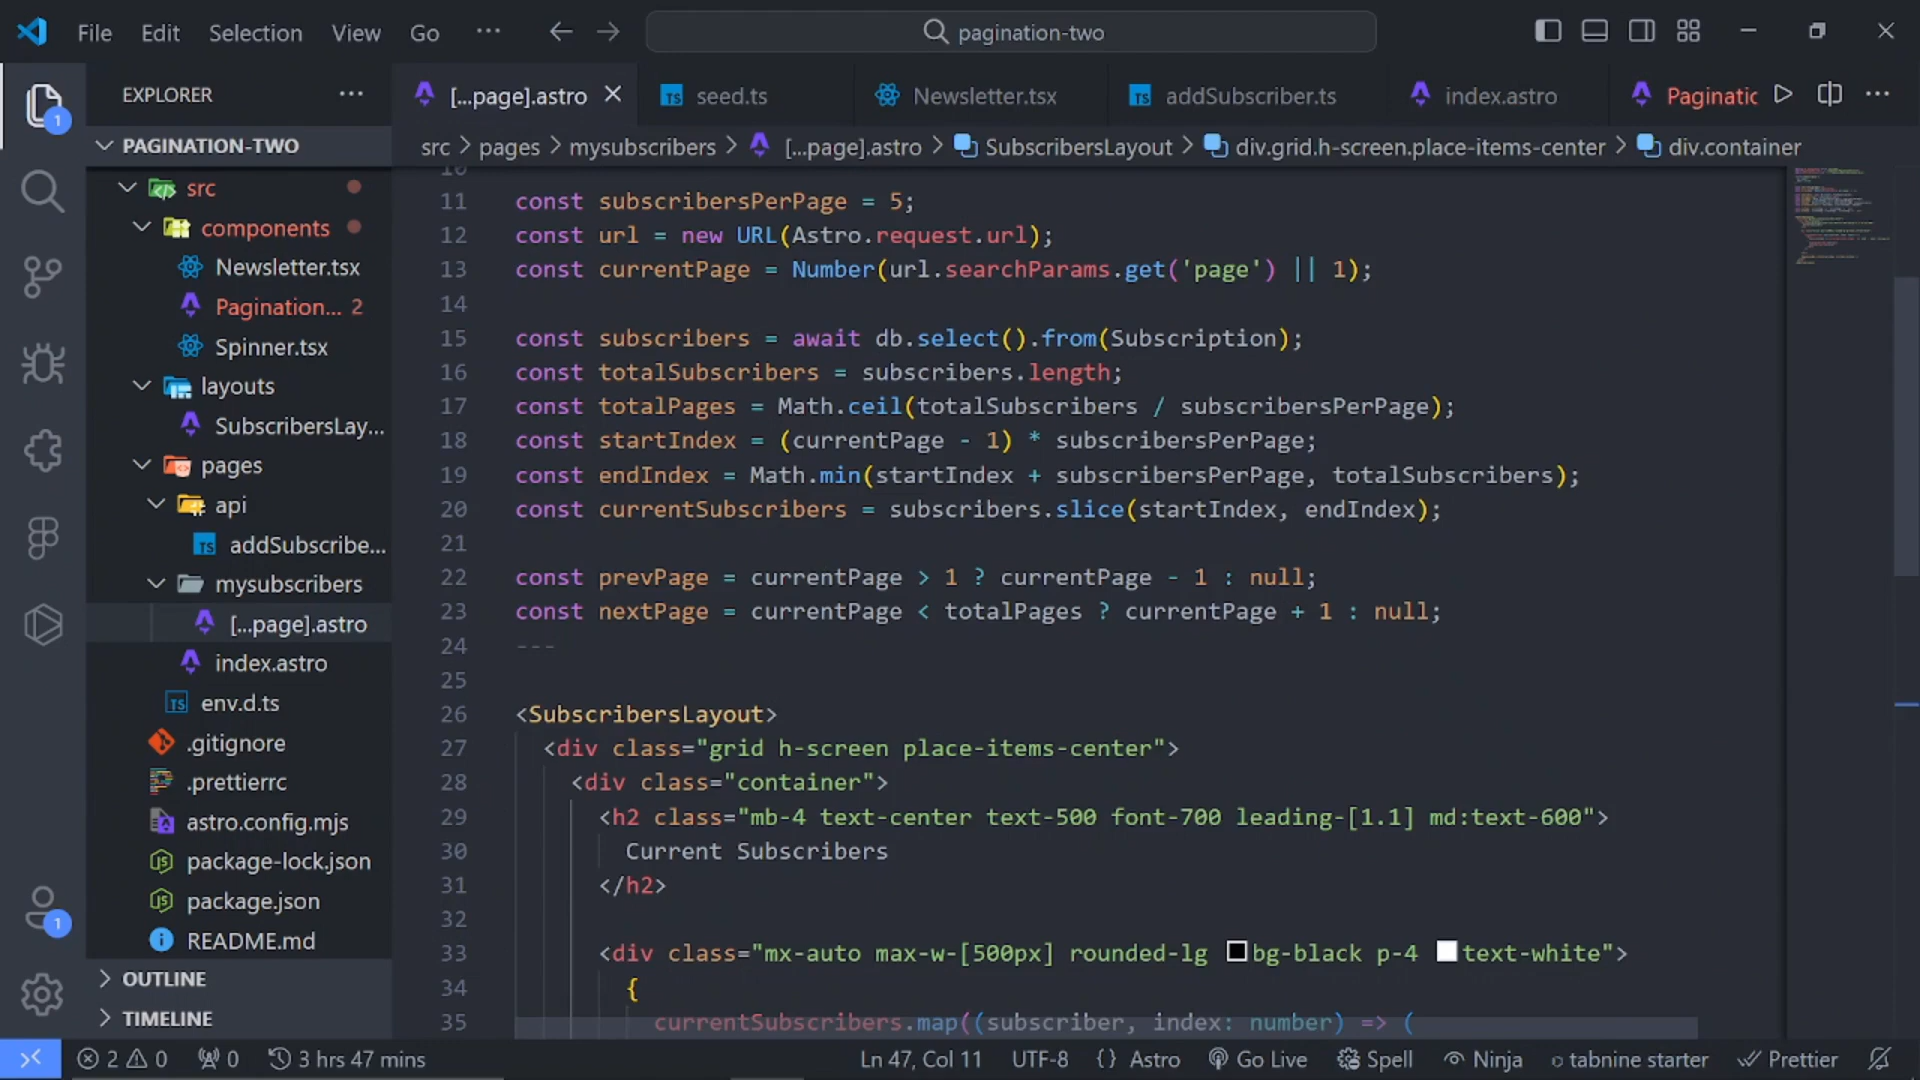 File Edit Selection View Go ··· pagination-two
EXPLORER ···
PAGINATION-TWO
src
components
Newsletter.tsx
Pagination... 2
Spinner.tsx
layouts
SubscribersLay...
pages
api
addSubscribe...
mysubscribers
[...page].astro
index.astro
env.d.ts
.gitignore
.prettierrc
astro.config.mjs
package-lock.json
package.json
README.md
OUTLINE
TIMELINE
1
1
[...page].astro seed.ts Newsletter.tsx addSubscriber.ts index.astro Paginatic ···
src > pages > mysubscribers > [...page].astro > SubscribersLayout > div.grid.h-screen.place-items-center > div.container
10
11 const subscribersPerPage = 5;
12 const url = new URL(Astro.request.url);
13 const currentPage = Number(url.searchParams.get('page') || 1);
14
15 const subscribers = await db.select().from(Subscription);
16 const totalSubscribers = subscribers.length;
17 const totalPages = Math.ceil(totalSubscribers / subscribersPerPage);
18 const startIndex = (currentPage - 1) * subscribersPerPage;
19 const endIndex = Math.min(startIndex + subscribersPerPage, totalSubscribers);
20 const currentSubscribers = subscribers.slice(startIndex, endIndex);
21
22 const prevPage = currentPage > 1 ? currentPage - 1 : null;
23 const nextPage = currentPage < totalPages ? currentPage + 1 : null;
24 ---
25
26 <SubscribersLayout>
27 <div class="grid h-screen place-items-center">
28 <div class="container">
29 <h2 class="mb-4 text-center text-500 font-700 leading-[1.1] md:text-600">
30 Current Subscribers
31 </h2>
32
33 <div class="mx-auto max-w-[500px] rounded-lg bg-black p-4 text-white">
34 {
35 currentSubscribers.map((subscriber, index: number) => (
2 0 0 3 hrs 47 mins Ln 47, Col 11 UTF-8 {} Astro Go Live Spell Ninja tabnine starter Prettier